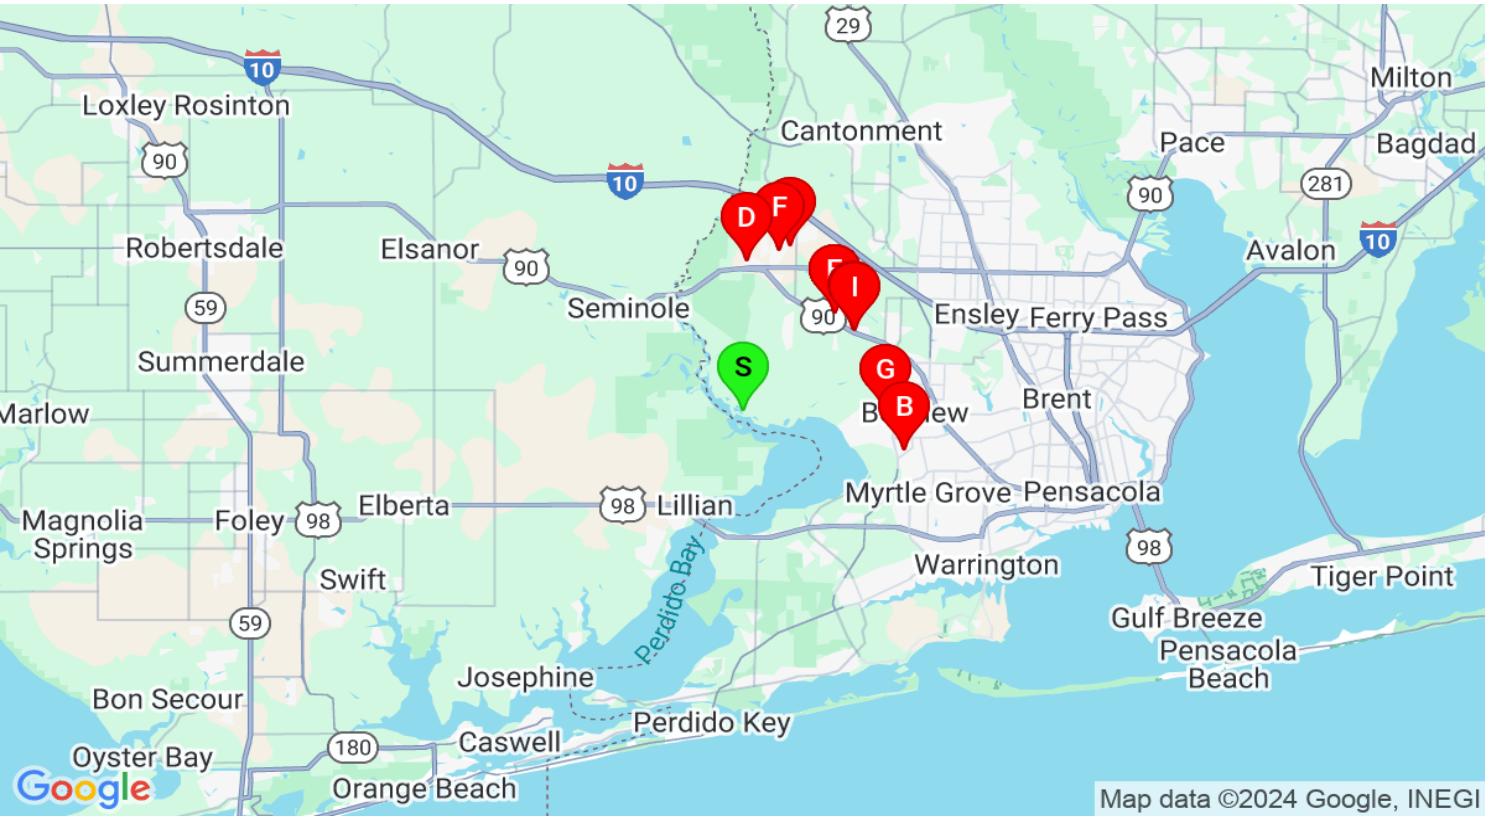 29
Milton
10
Loxley Rosinton
Cantonment
Pace
Bagdad
90
10
281
90
F
D
Robertsdale
Elsanor
90
Avalon
10
I
59
Seminole
90
Ensley
Ferry Pass
Summerdale
S
G
Brent
B
Marlow
98
Lillian
Myrtle Grove
Pensacola
Elberta
Magnolia
Springs
Foley
98
98
Perdido Bay
Warrington
Tiger Point
Swift
Gulf Breeze
59
Pensacola
Beach
Josephine
Bon Secour
Perdido Key
180
Caswell
Oyster Bay
Google
Orange Beach
Map data ©2024 Google, INEGI